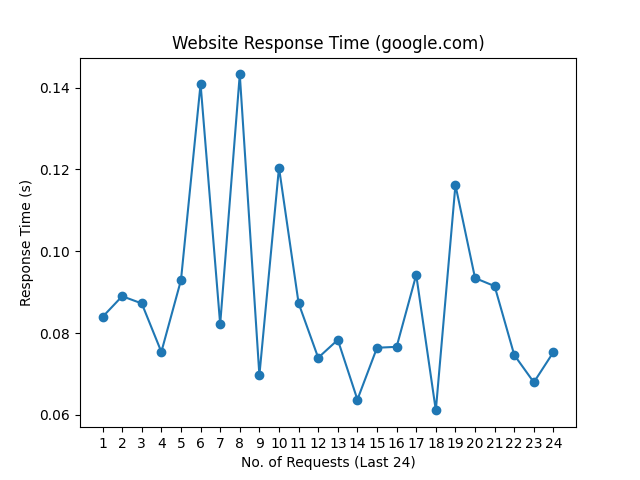 Website Response Time (google.com)
0.14
0.12
0.10
0.08
0.06
Response Time (s)
1 2 3 4 5 6 7 8 9 10 11 12 13 14 15 16 17 18 19 20 21 22 23 24
No. of Requests (Last 24)